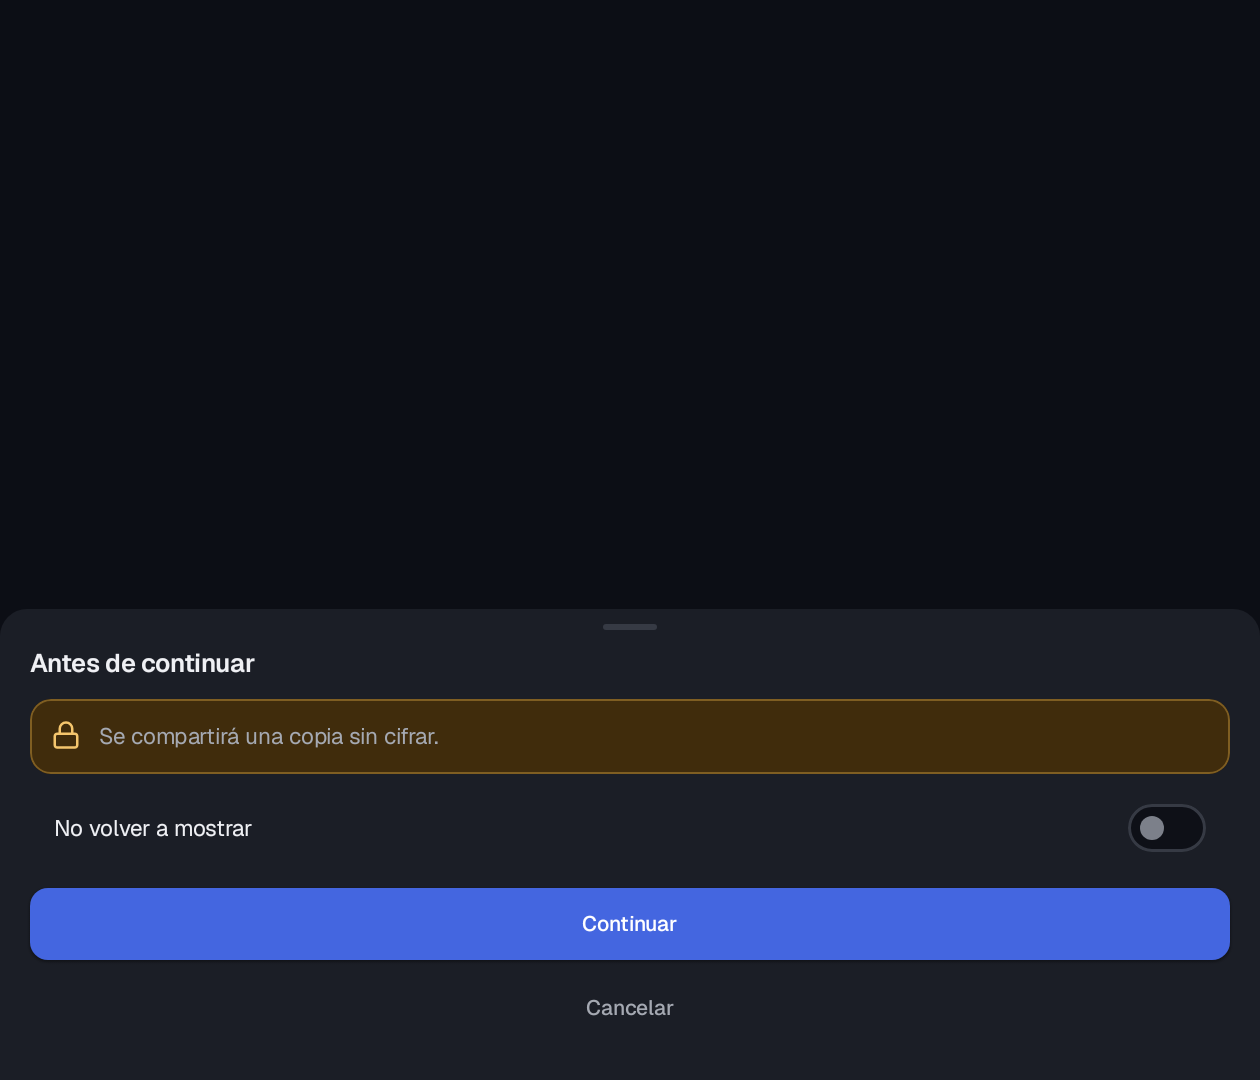 Antes de continuar
Se compartirá una copia sin cifrar.
No volver a mostrar
Continuar
Cancelar